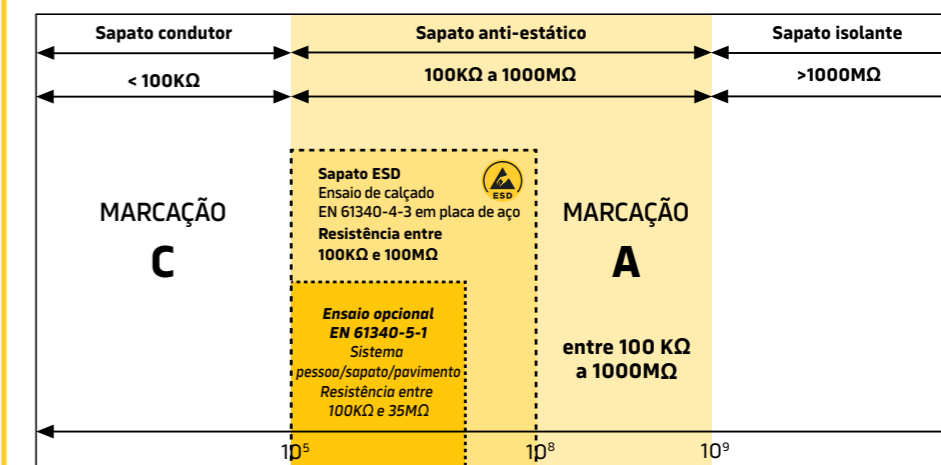 Sapato condutor
Sapato anti-estático
Sapato isolante
< 100KΩ
100KΩ a 1000MΩ
>1000MΩ
MARCAÇÃO
C
Sapato ESD
Ensaio de calçado
EN 61340-4-3 em placa de aço
Resistência entre
100KΩ e 100MΩ
ESD
Ensaio opcional
EN 61340-5-1
Sistema
pessoa/sapato/pavimento
Resistência entre
100KΩ e 35MΩ
MARCAÇÃO
A
entre 100 KΩ
a 1000MΩ
10⁵
10⁸
10⁹